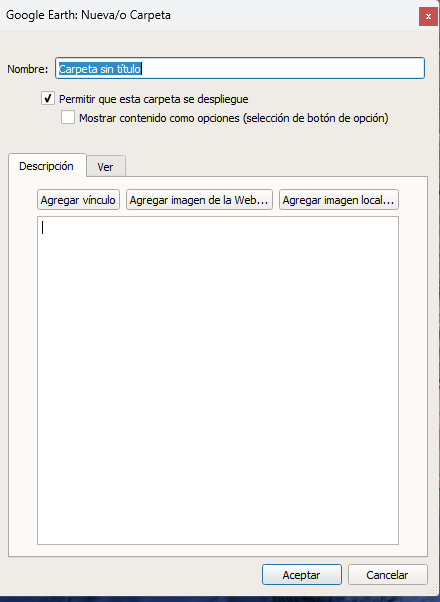 Google Earth: Nueva/o Carpeta
Nombre: Carpeta sin título
Permitir que esta carpeta se despliegue
Mostrar contenido como opciones (selección de botón de opción)
Descripción Ver
Agregar vínculo Agregar imagen de la Web... Agregar imagen local...
Aceptar Cancelar